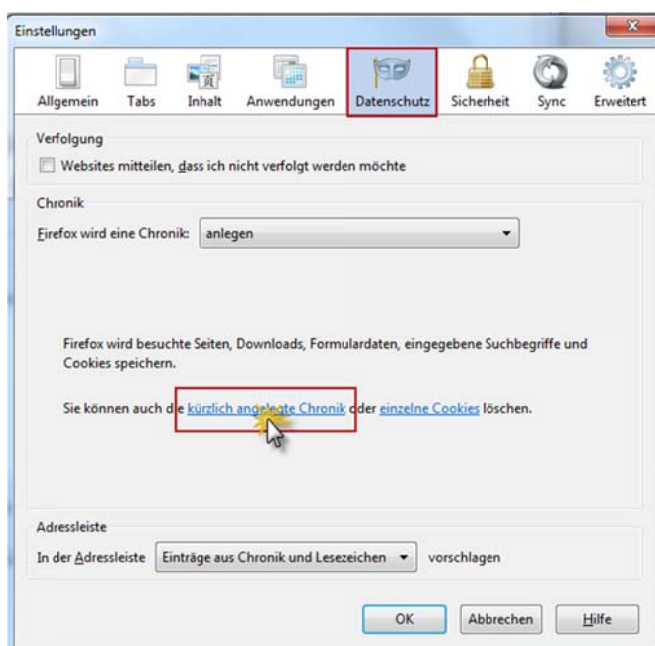 Einstellungen
Allgemein Tabs Inhalt Anwendungen Datenschutz Sicherheit Sync Erweitert
Verfolgung
Websites mitteilen, dass ich nicht verfolgt werden möchte
Chronik
Firefox wird eine Chronik: anlegen
Firefox wird besuchte Seiten, Downloads, Formulardaten, eingegebene Suchbegriffe und
Cookies speichern.
Sie können auch die kürzlich angelegte Chronik oder einzelne Cookies löschen.
Adressleiste
In der Adressleiste Einträge aus Chronik und Lesezeichen vorschlagen
OK Abbrechen Hilfe